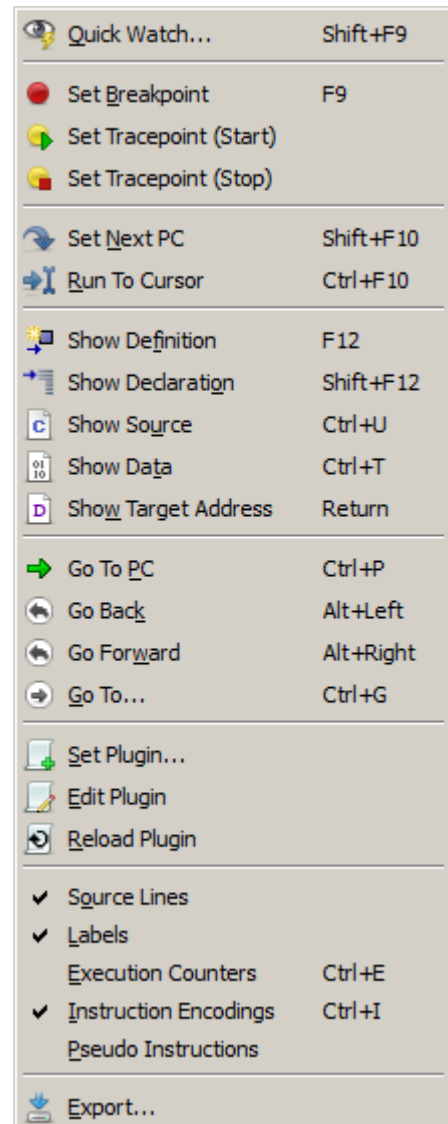 Quick Watch... Shift+F9
Set Breakpoint F9
Set Tracepoint (Start)
Set Tracepoint (Stop)
Set Next PC Shift+F10
Run To Cursor Ctrl+F10
Show Definition F12
Show Declaration Shift+F12
C Show Source Ctrl+U
01 10 Show Data Ctrl+T
D Show Target Address Return
Go To PC Ctrl+P
Go Back Alt+Left
Go Forward Alt+Right
Go To... Ctrl+G
Set Plugin...
Edit Plugin
Reload Plugin
Source Lines
Labels
Execution Counters Ctrl+E
Instruction Encodings Ctrl+I
Pseudo Instructions
Export...